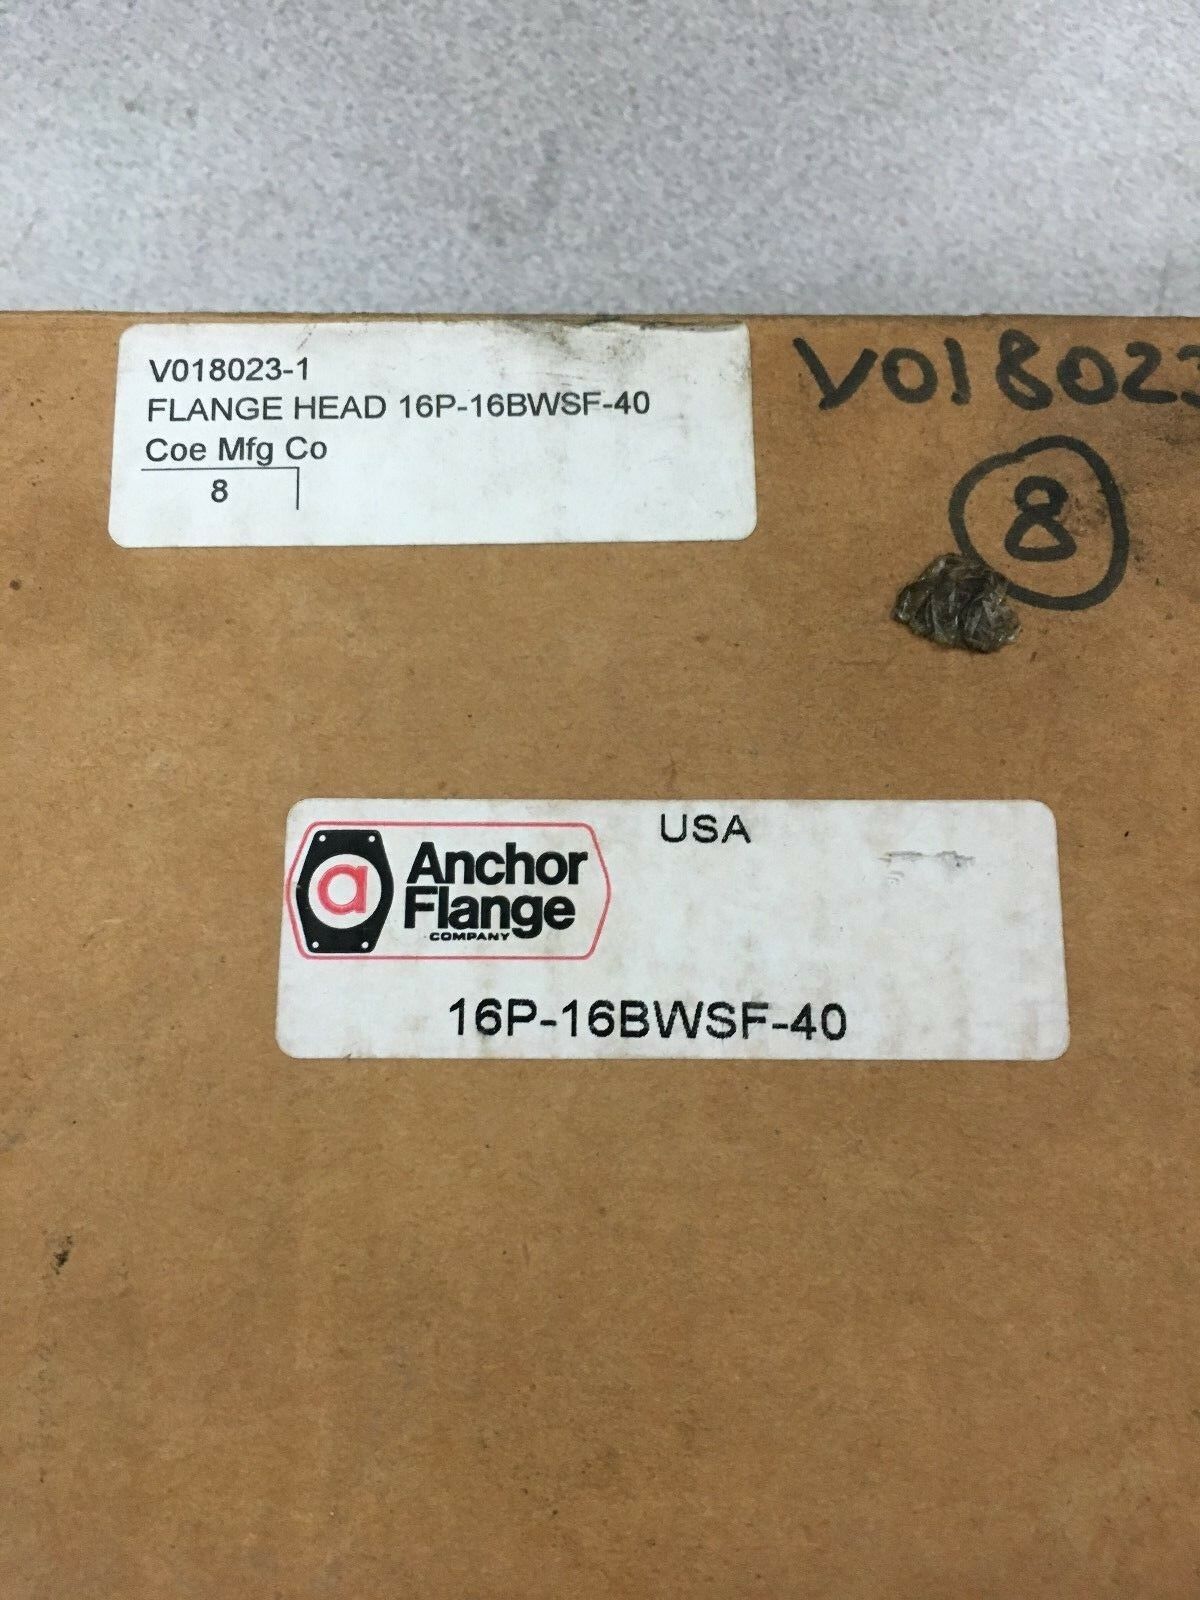 V018023-1
FLANGE HEAD 16P-16BWSF-40
Coe Mfg Co
8
V018023
8
USA
a
Anchor
Flange
COMPANY
16P-16BWSF-40